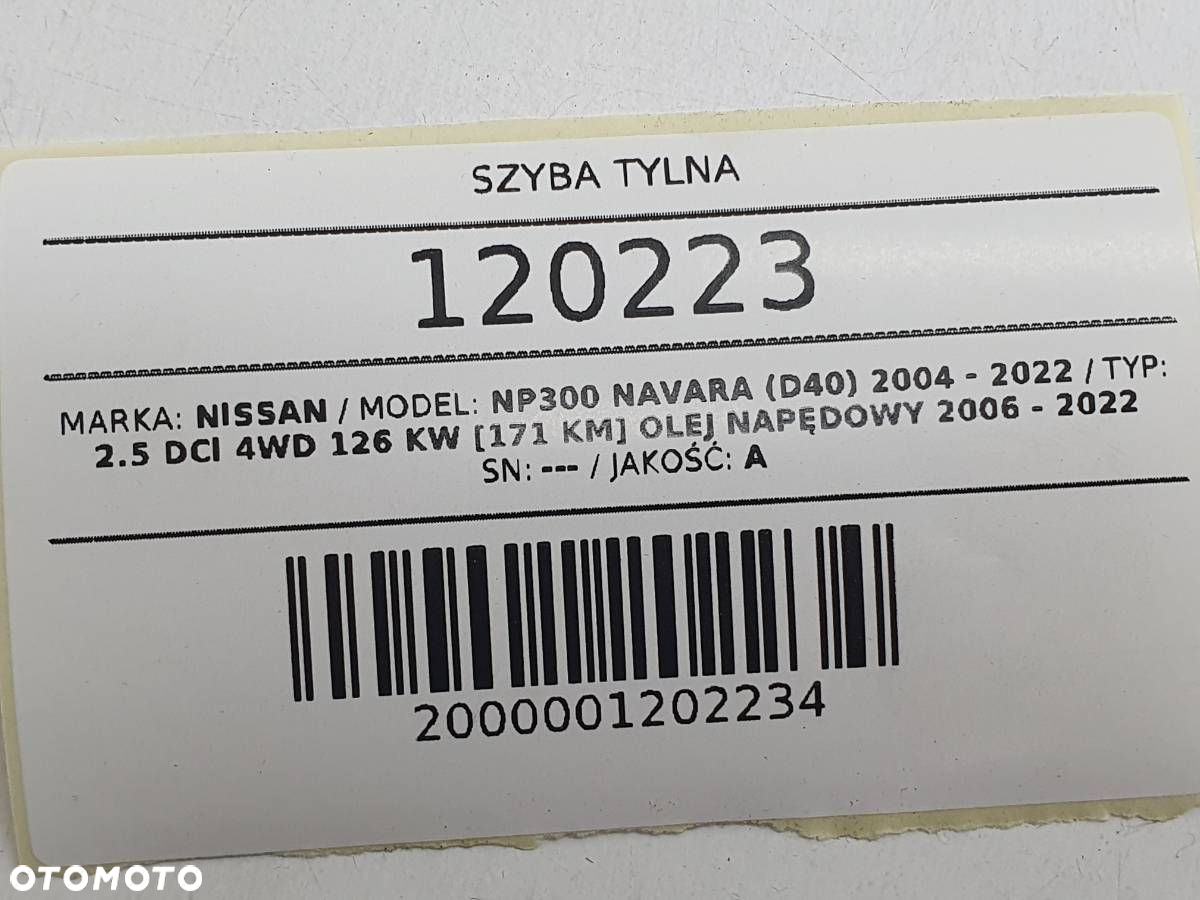 SZYBA TYLNA
120223
MARKA: NISSAN / MODEL: NP300 NAVARA (D40) 2004 - 2022 / TYP:
2.5 DCI 4WD 126 KW [171 KM] OLEJ NAPĘDOWY 2006 - 2022
SN: --- / JAKOŚĆ: A
2000001202234
OTOMOTO